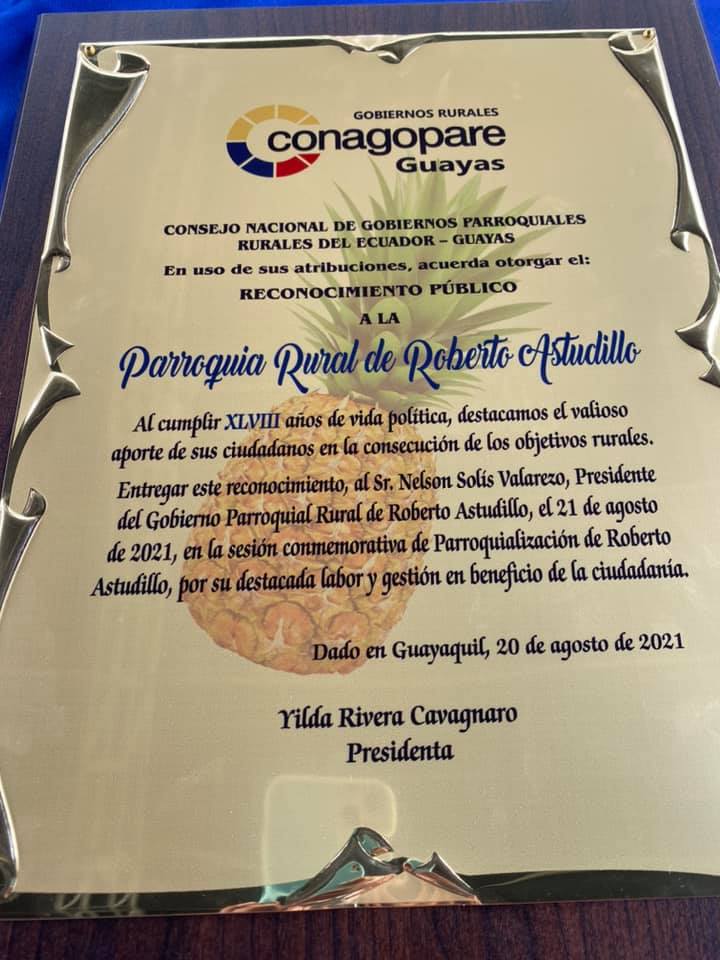 GOBIERNOS RURALES
conagopare
Guayas
CONSEJO NACIONAL DE GOBIERNOS PARROQUIALES
RURALES DEL ECUADOR – GUAYAS
En uso de sus atribuciones, acuerda otorgar el:
RECONOCIMIENTO PÚBLICO
A LA
Parroquia Rural de Roberto Astudillo
Al cumplir XLVIII años de vida política, destacamos el valioso
aporte de sus ciudadanos en la consecución de los objetivos rurales.
Entregar este reconocimiento, al Sr. Nelson Solís Valarezo, Presidente
del Gobierno Parroquial Rural de Roberto Astudillo, el 21 de agosto
de 2021, en la sesión conmemorativa de Parroquialización de Roberto
Astudillo, por su destacada labor y gestión en beneficio de la ciudadanía.
Dado en Guayaquil, 20 de agosto de 2021
Yilda Rivera Cavagnaro
Presidenta